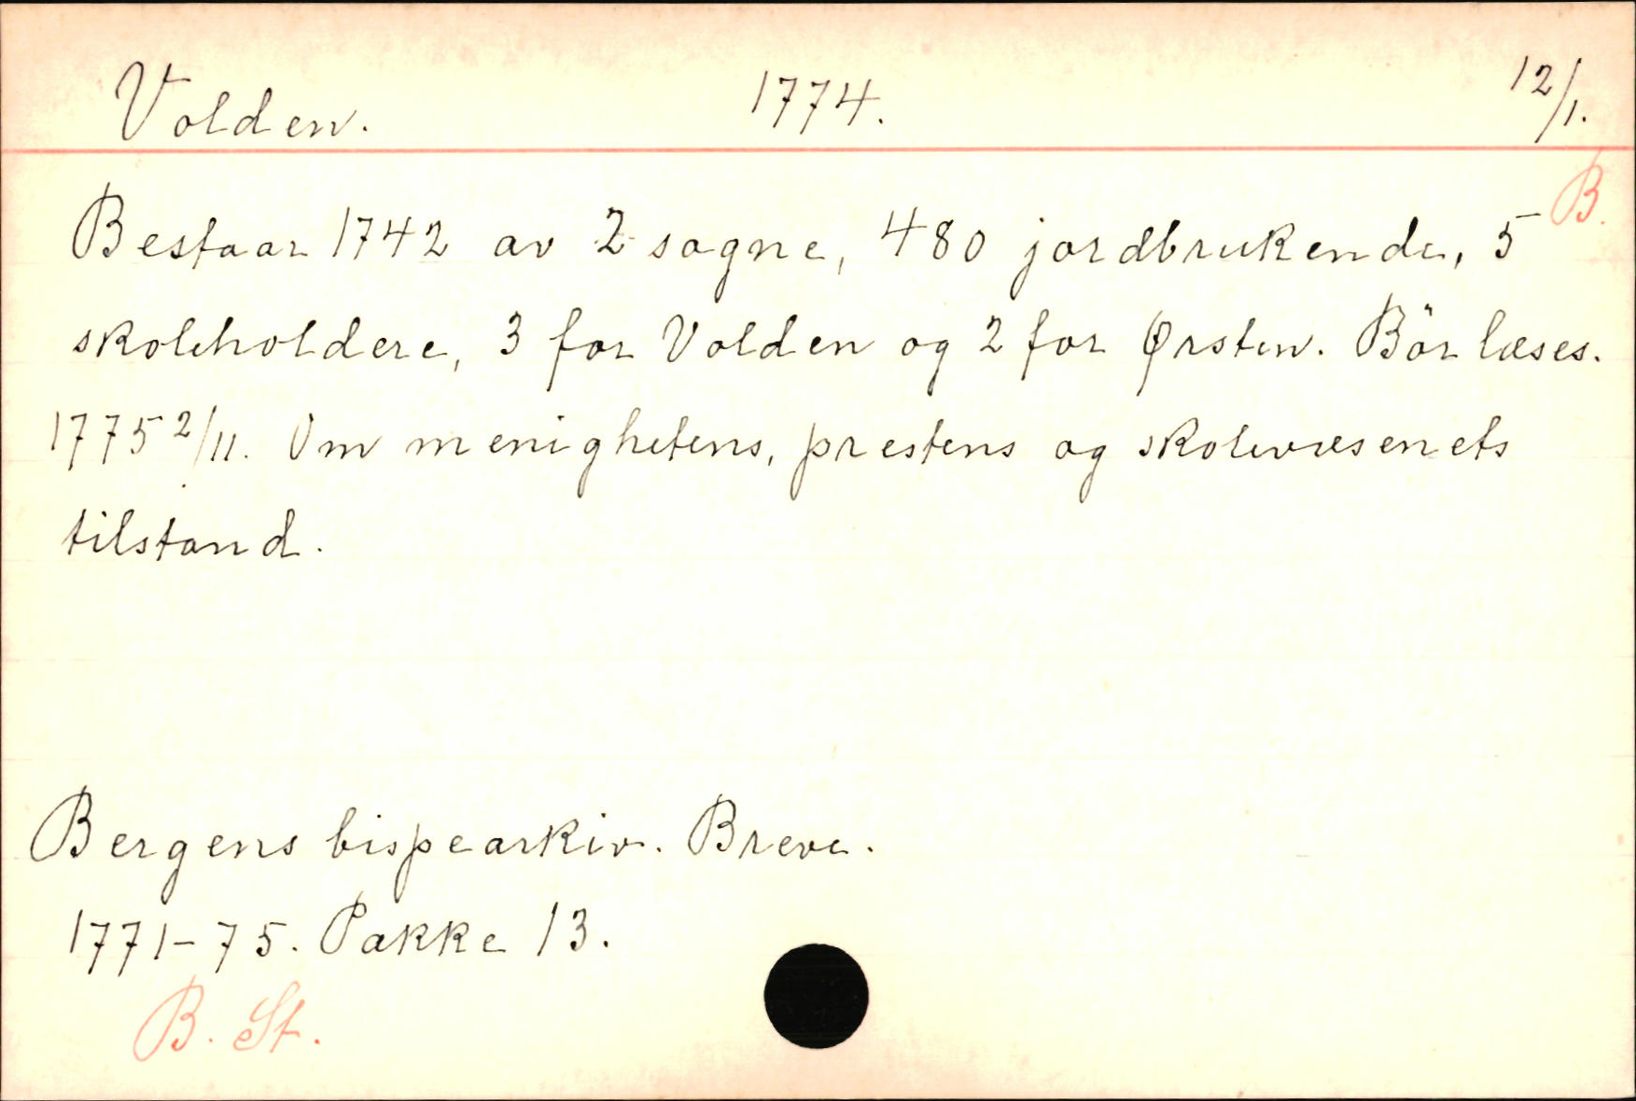 Volden. 1774. 12/1.
B.
Bestaar 1742 av 2 sogne, 480 jordbrukende, 5
skoleholdere, 3 for Volden og 2 for Ørsten. Bör læses.
1775 2/11. Om menighetens, prestens og skolevæsenets
tilstand.
Bergens bispearkiv. Breve.
1771-75. Pakke 13.
B. St.